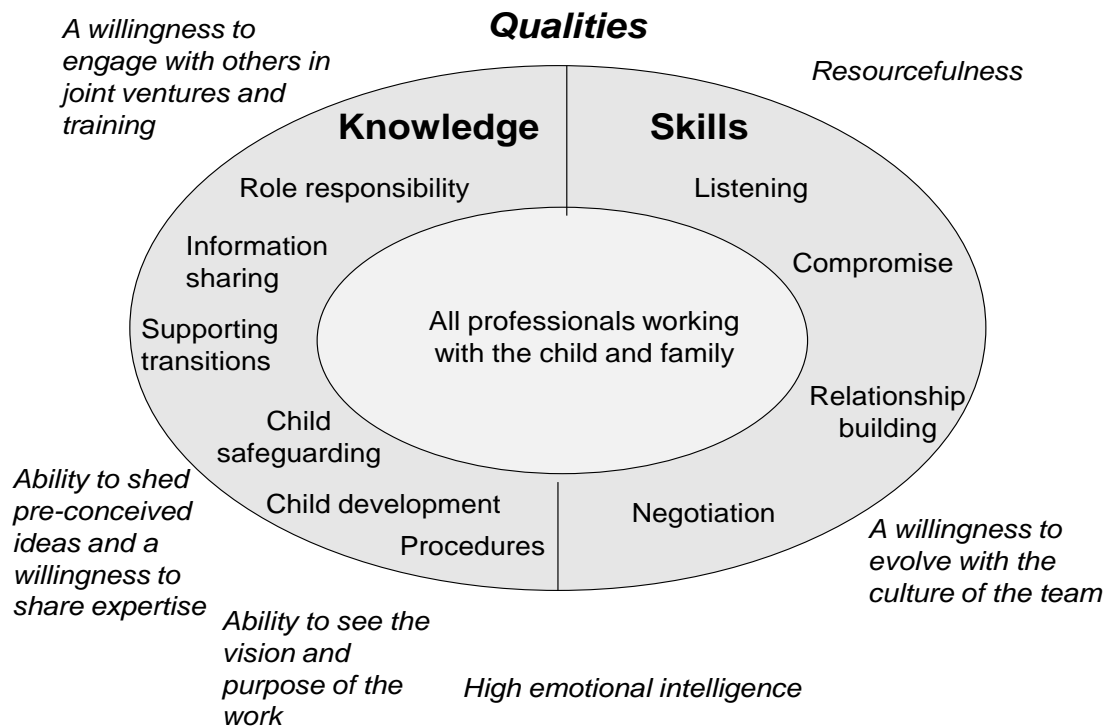 Qualities
A willingness to
engage with others in
joint ventures and
training
Resourcefulness
Knowledge
Skills
Role responsibility
Listening
Information
sharing
Compromise
Supporting
transitions
All professionals working
with the child and family
Relationship
building
Child
safeguarding
Child development
Negotiation
Procedures
Ability to shed
pre-conceived
ideas and a
willingness to
share expertise
A willingness to
evolve with the
culture of the team
Ability to see the
vision and
purpose of the
work
High emotional intelligence